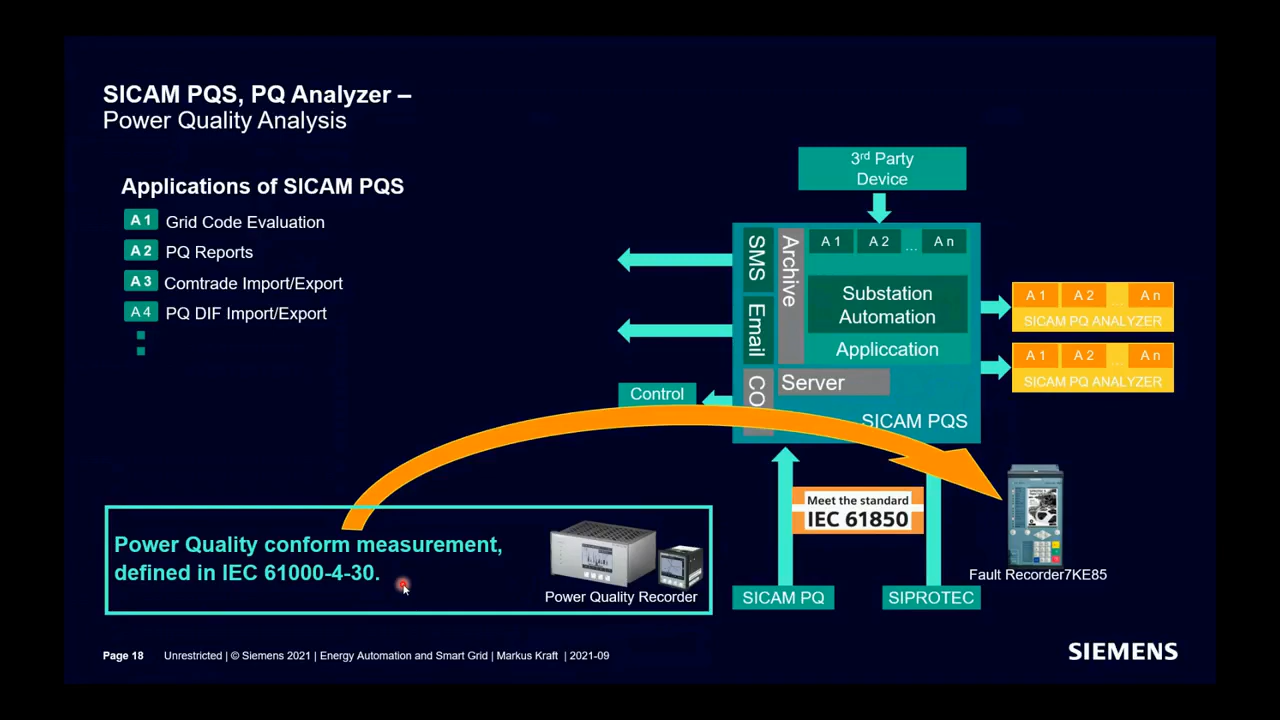 SICAM PQS, PQ Analyzer –
Power Quality Analysis
Applications of SICAM PQS
A 1 Grid Code Evaluation
A 2 PQ Reports
A 3 Comtrade Import/Export
A 4 PQ DIF Import/Export
3rd Party
Device
SMS
Email
CO
Archive
A 1 A 2 ... A n
Substation
Automation
Appliccation
Server
SICAM PQS
Control
A 1 A 2 ... A n
SICAM PQ ANALYZER
A 1 A 2 ... A n
SICAM PQ ANALYZER
Meet the standard
IEC 61850
Power Quality conform measurement,
defined in IEC 61000-4-30.
Power Quality Recorder
SICAM PQ
SIPROTEC
Fault Recorder7KE85
Page 18 Unrestricted | © Siemens 2021 | Energy Automation and Smart Grid | Markus Kraft | 2021-09
SIEMENS